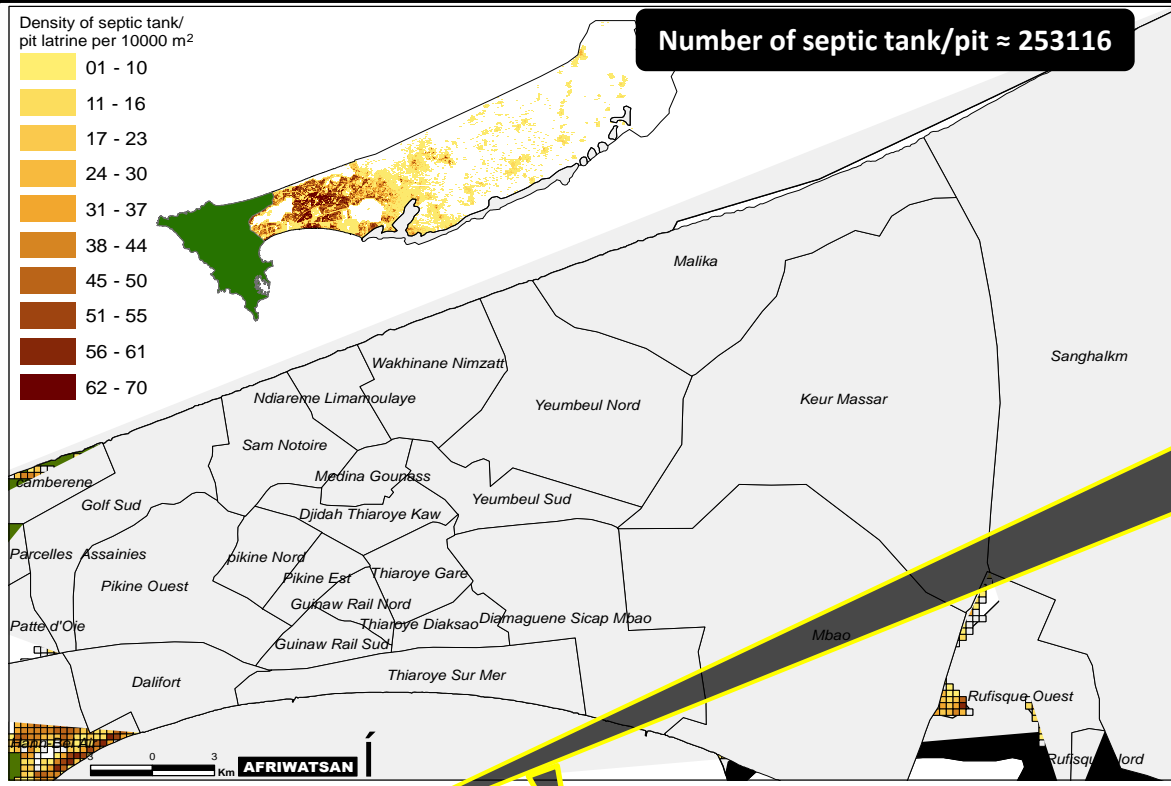 Density of septic tank/
pit latrine per 10000 m²
01 - 10
11 - 16
17 - 23
24 - 30
31 - 37
38 - 44
45 - 50
51 - 55
56 - 61
62 - 70
Number of septic tank/pit ≈ 253116
Malika
Sanghalkm
Wakhinane Nimzatt
Ndiareme Limamoulaye
Yeumbeul Nord
Keur Massar
Sam Notoire
Medina Gounass
camberene
Golf Sud
Yeumbeul Sud
Djidah Thiaroye Kaw
Parcelles Assainies
pikine Nord
Pikine Ouest
Pikine Est
Thiaroye Gare
Guinaw Rail Nord
Patte d'Oie
Thiaroye Diaksao
Diamaguene Sicap Mbao
Mbao
Guinaw Rail Sud
Dalifort
Thiaroye Sur Mer
Rufisque Ouest
Rufisque Nord
3 0 3
Km
AFRIWATSAN